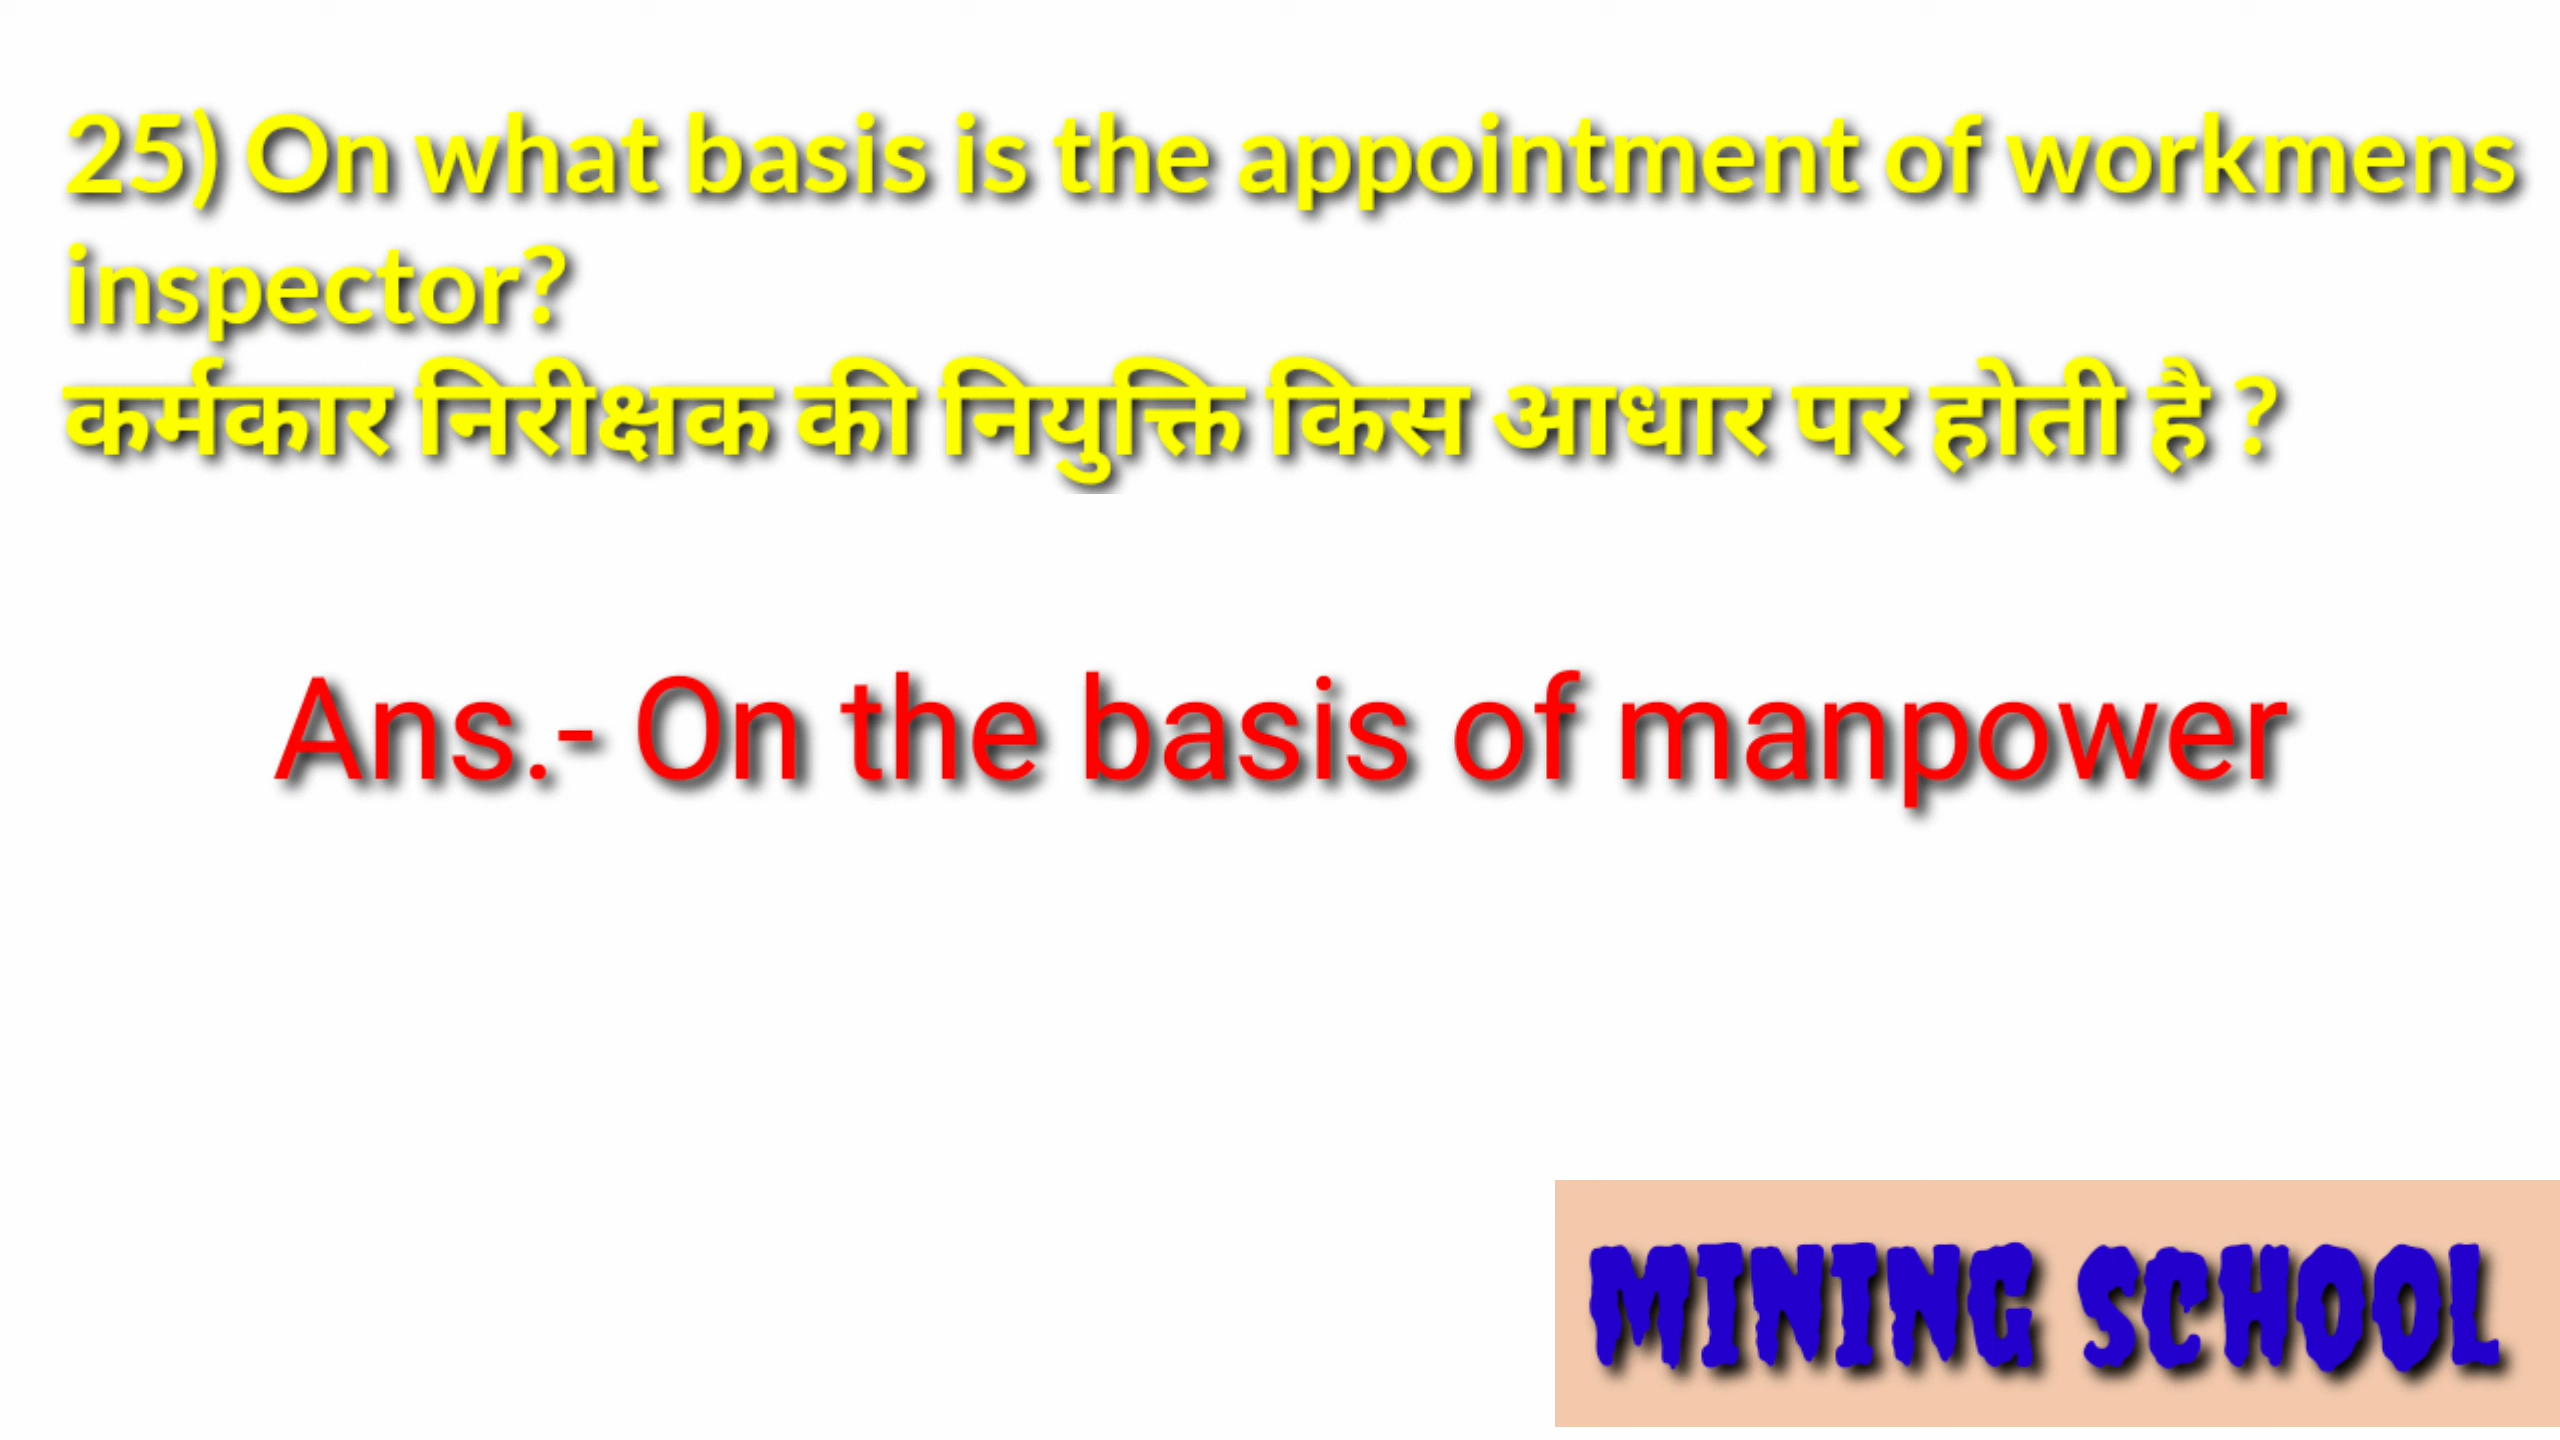 25) On what basis is the appointment of workmens
inspector?
कर्मकार निरीक्षक की नियुक्ति किस आधार पर होती है ?
Ans.- On the basis of manpower
MINING SCHOOL